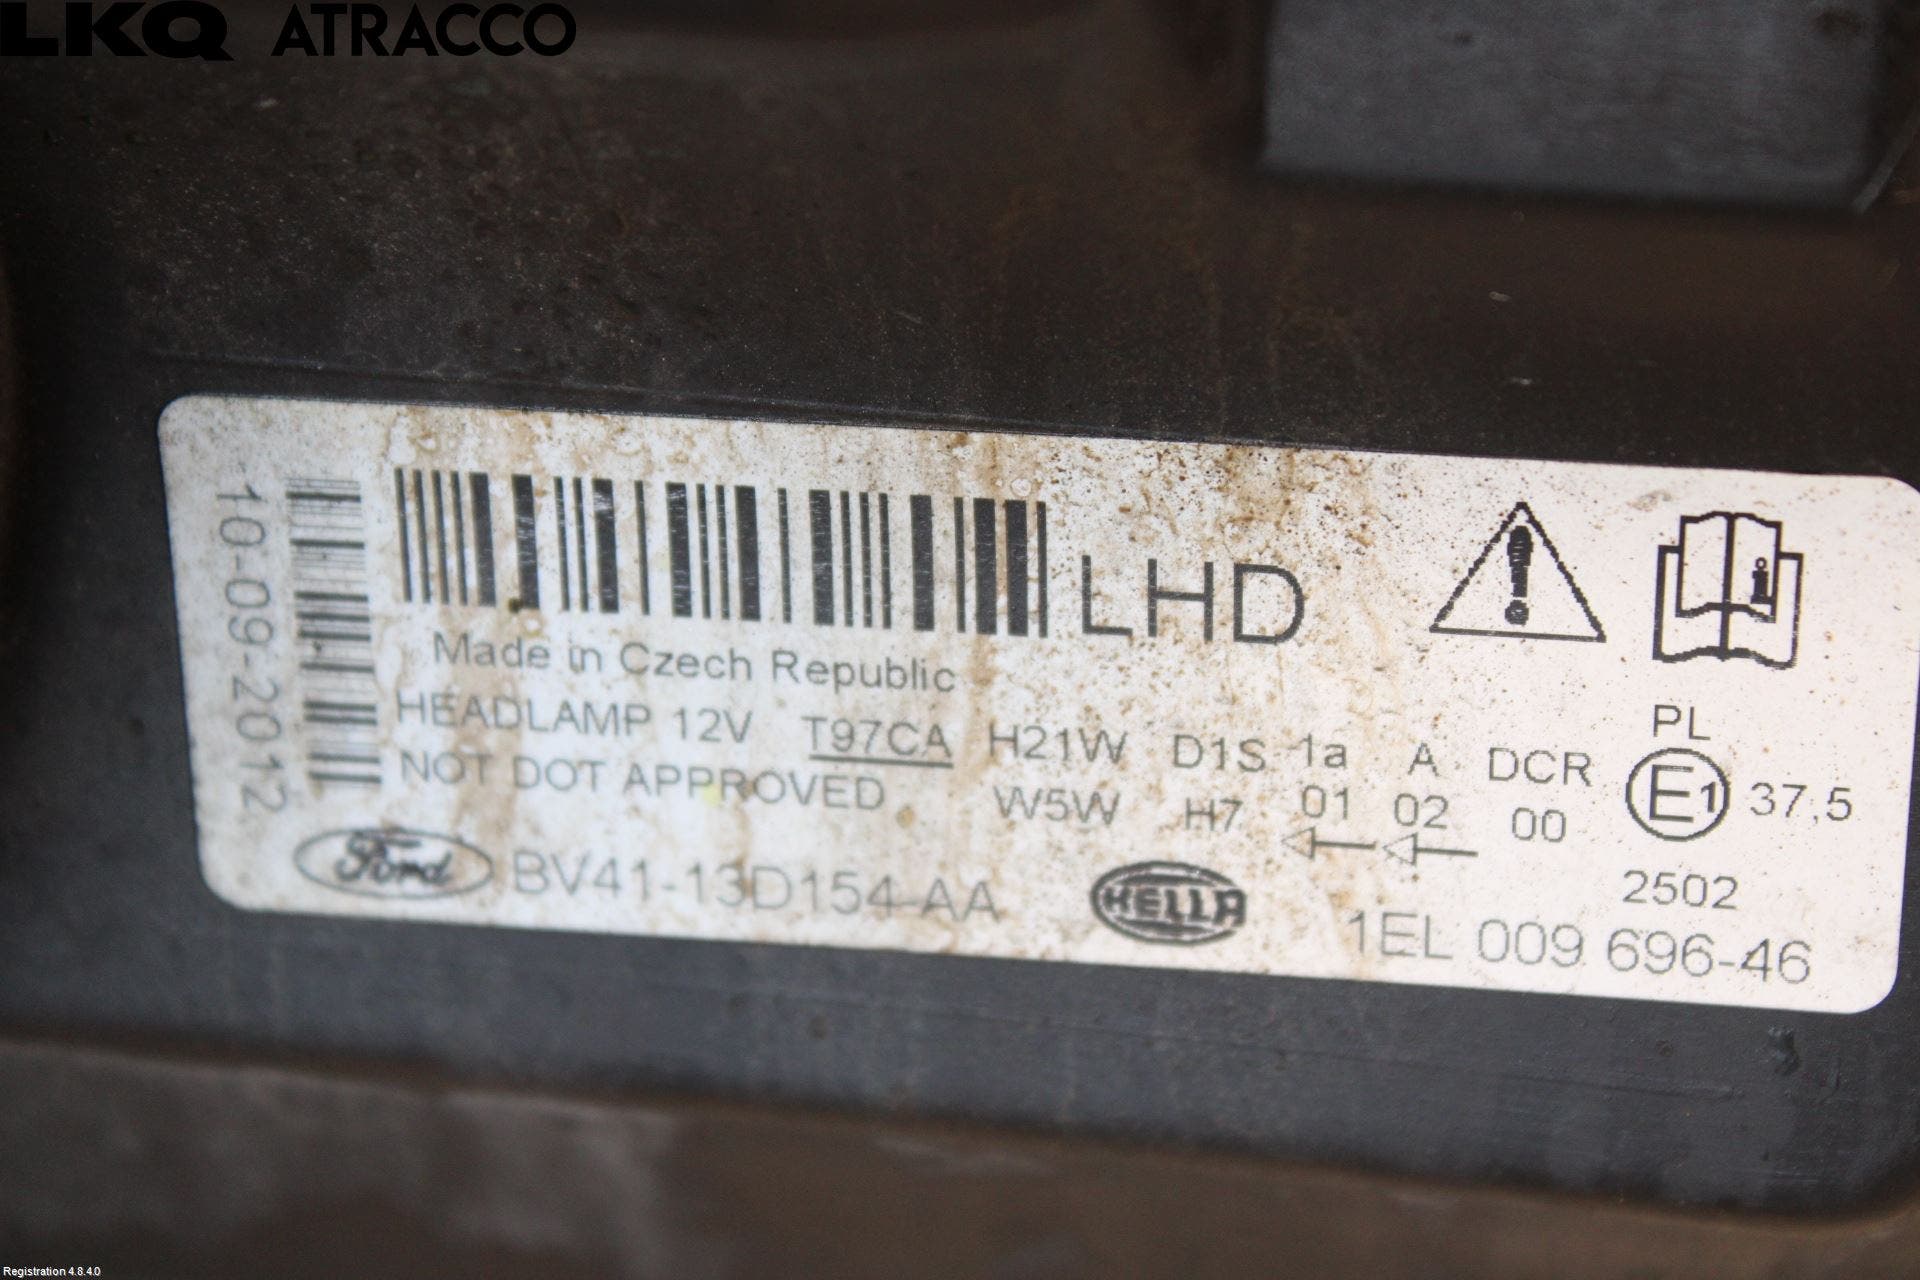 LKQ ATRACCO
10-09-2012
LHD
Made in Czech Republic
HEADLAMP 12V T97CA H21W D1S 1a A DCR PL
NOT DOT APPROVED W5W H7 01 02 00 E1 37,5
Ford BV41-13D154-AA HELLA 2502
1EL 009 696-46
Registration 4.8.4.0